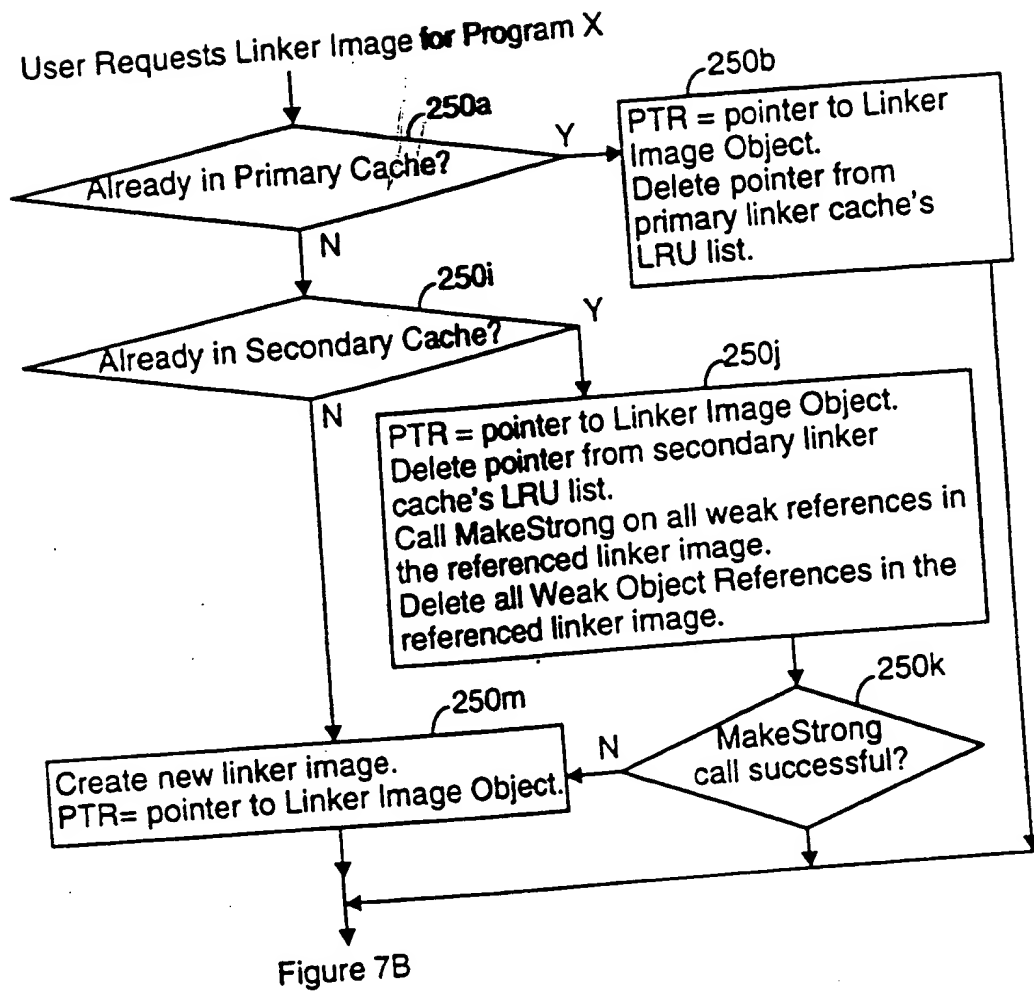 User Requests Linker Image for Program X
250a
Already in Primary Cache?
Y
N
250b
PTR = pointer to Linker
Image Object.
Delete pointer from
primary linker cache's
LRU list.
250i
Already in Secondary Cache?
Y
N
250j
PTR = pointer to Linker Image Object.
Delete pointer from secondary linker
cache's LRU list.
Call MakeStrong on all weak references in
the referenced linker image.
Delete all Weak Object References in the
referenced linker image.
250k
MakeStrong
call successful?
N
250m
Create new linker image.
PTR= pointer to Linker Image Object.
Figure 7B